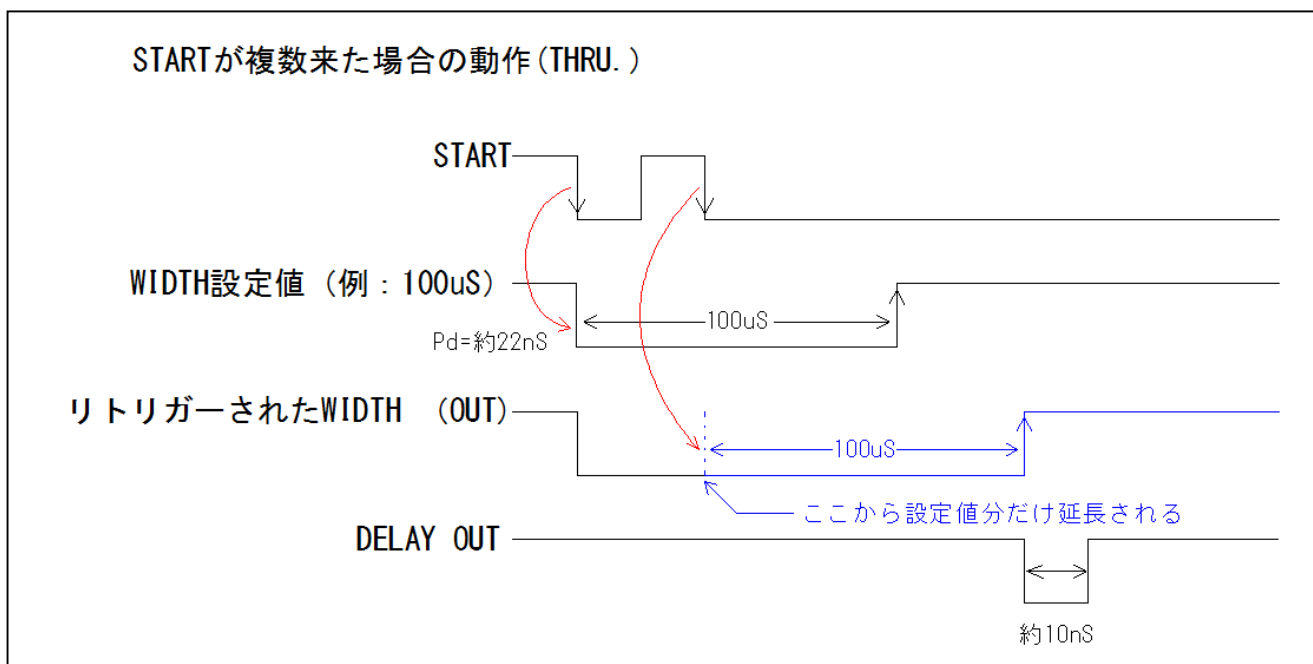 STARTが複数来た場合の動作(THRU.)
START
WIDTH設定値 (例：100uS)
100uS
Pd=約22nS
リトリガーされたWIDTH (OUT)
100uS
ここから設定値分だけ延長される
DELAY OUT
約10nS